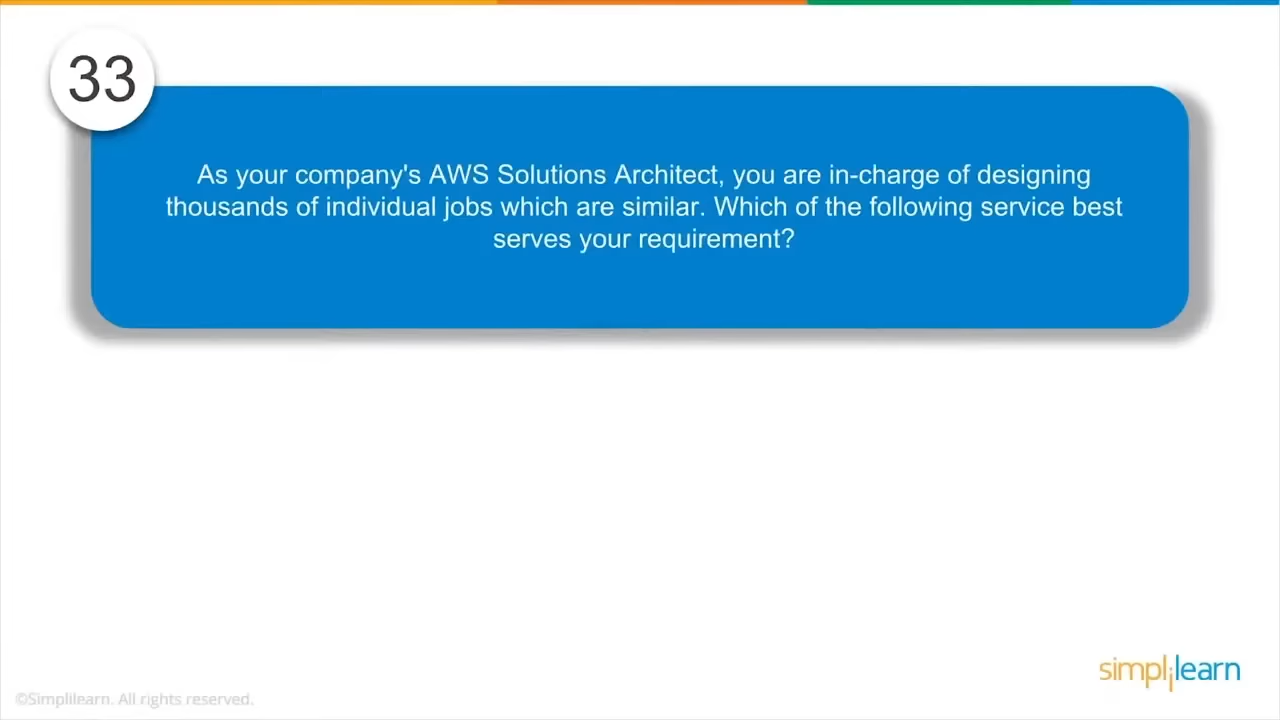 33
As your company's AWS Solutions Architect, you are in-charge of designing
thousands of individual jobs which are similar. Which of the following service best
serves your requirement?
simplilearn
©Simplilearn. All rights reserved.